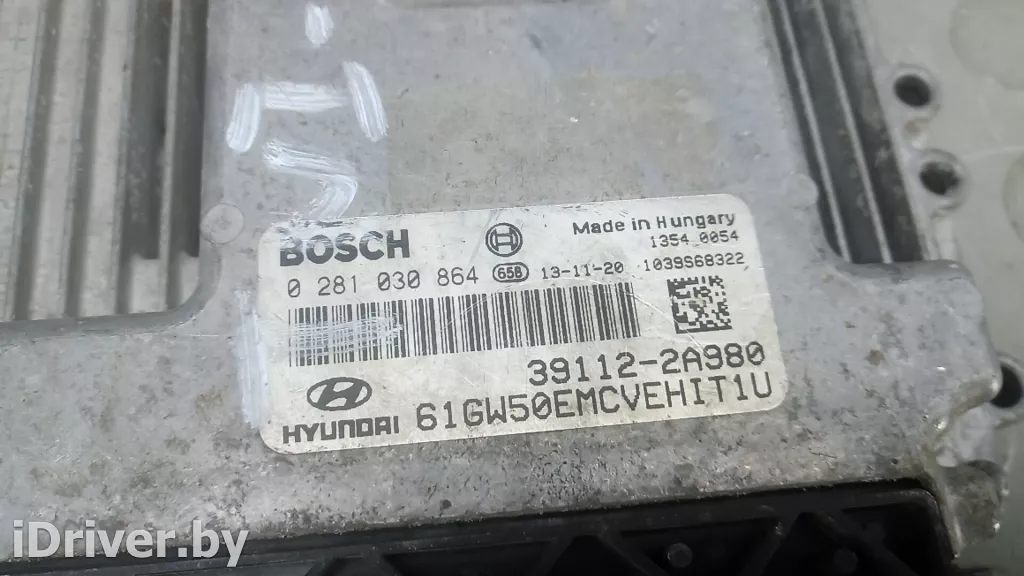 BOSCH
Made in Hungary
1354 0054
0 281 030 864 65B 13-11-20 1039S68322
39112-2A980
HYUNDAI 61GW50EMCVEHIT1U
iDriver.by